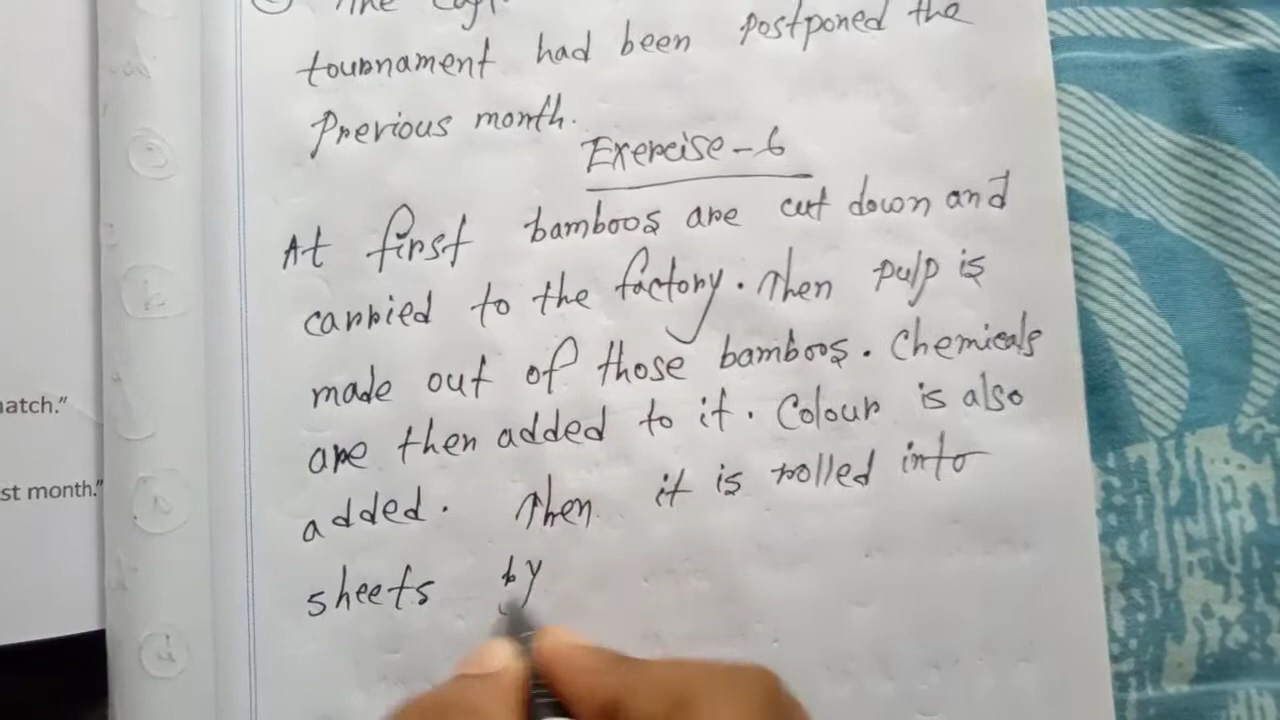 The
tournament had been postponed the
Previous month.
Exercise - 6
At first bamboos are cut down and
carried to the factory. Then pulp is
made out of those bamboos. Chemicals
are then added to it. Colour is also
added. Then it is rolled into
sheets by
atch.”
st month.”